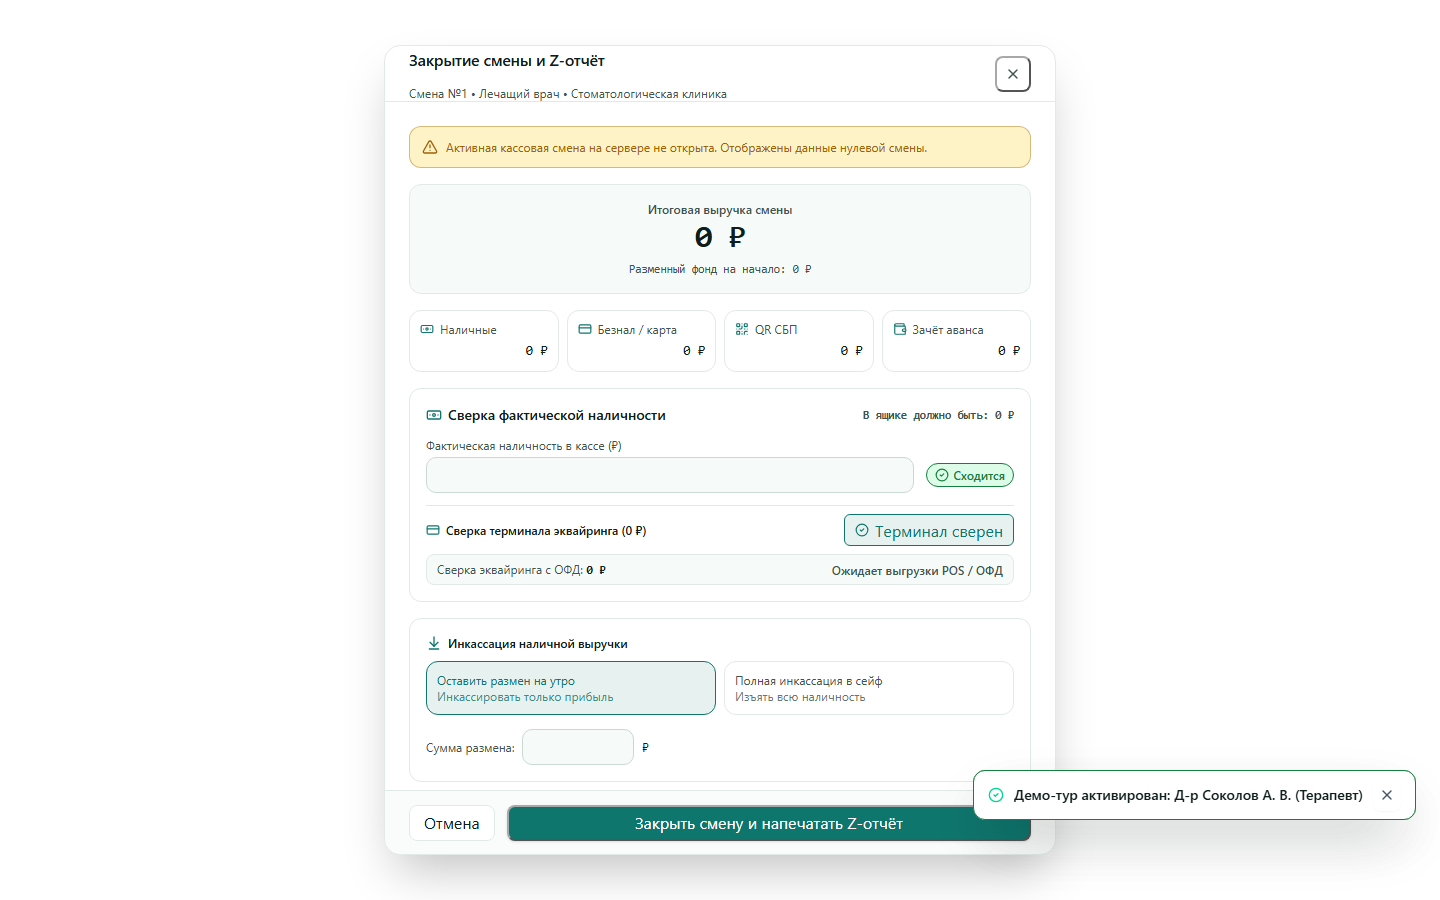 Закрытие смены и Z-отчёт
Смена №1 • Лечащий врач • Стоматологическая клиника
Активная кассовая смена на сервере не открыта. Отображены данные нулевой смены.
Итоговая выручка смены
0 ₽
Разменный фонд на начало: 0 ₽
Наличные
0 ₽
Безнал / карта
0 ₽
QR СБП
0 ₽
Зачёт аванса
0 ₽
Сверка фактической наличности
В ящике должно быть: 0 ₽
Фактическая наличность в кассе (₽)
Сходится
Сверка терминала эквайринга (0 ₽)
Терминал сверен
Сверка эквайринга с ОФД: 0 ₽
Ожидает выгрузки POS / ОФД
Инкассация наличной выручки
Оставить размен на утро
Инкассировать только прибыль
Полная инкассация в сейф
Изъять всю наличность
Сумма размена:
₽
Демо-тур активирован: Д-р Соколов А. В. (Терапевт)
Отмена
Закрыть смену и напечатать Z-отчёт